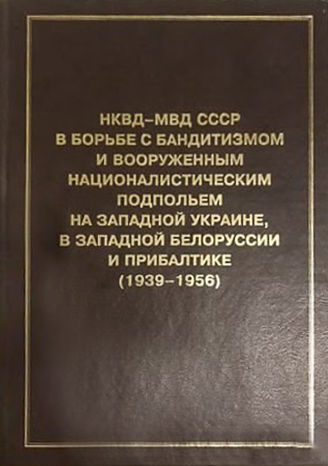 НКВД–МВД СССР
В БОРЬБЕ С БАНДИТИЗМОМ
И ВООРУЖЕННЫМ
НАЦИОНАЛИСТИЧЕСКИМ
ПОДПОЛЬЕМ
НА ЗАПАДНОЙ УКРАИНЕ,
В ЗАПАДНОЙ БЕЛОРУССИИ
И ПРИБАЛТИКЕ
(1939–1956)